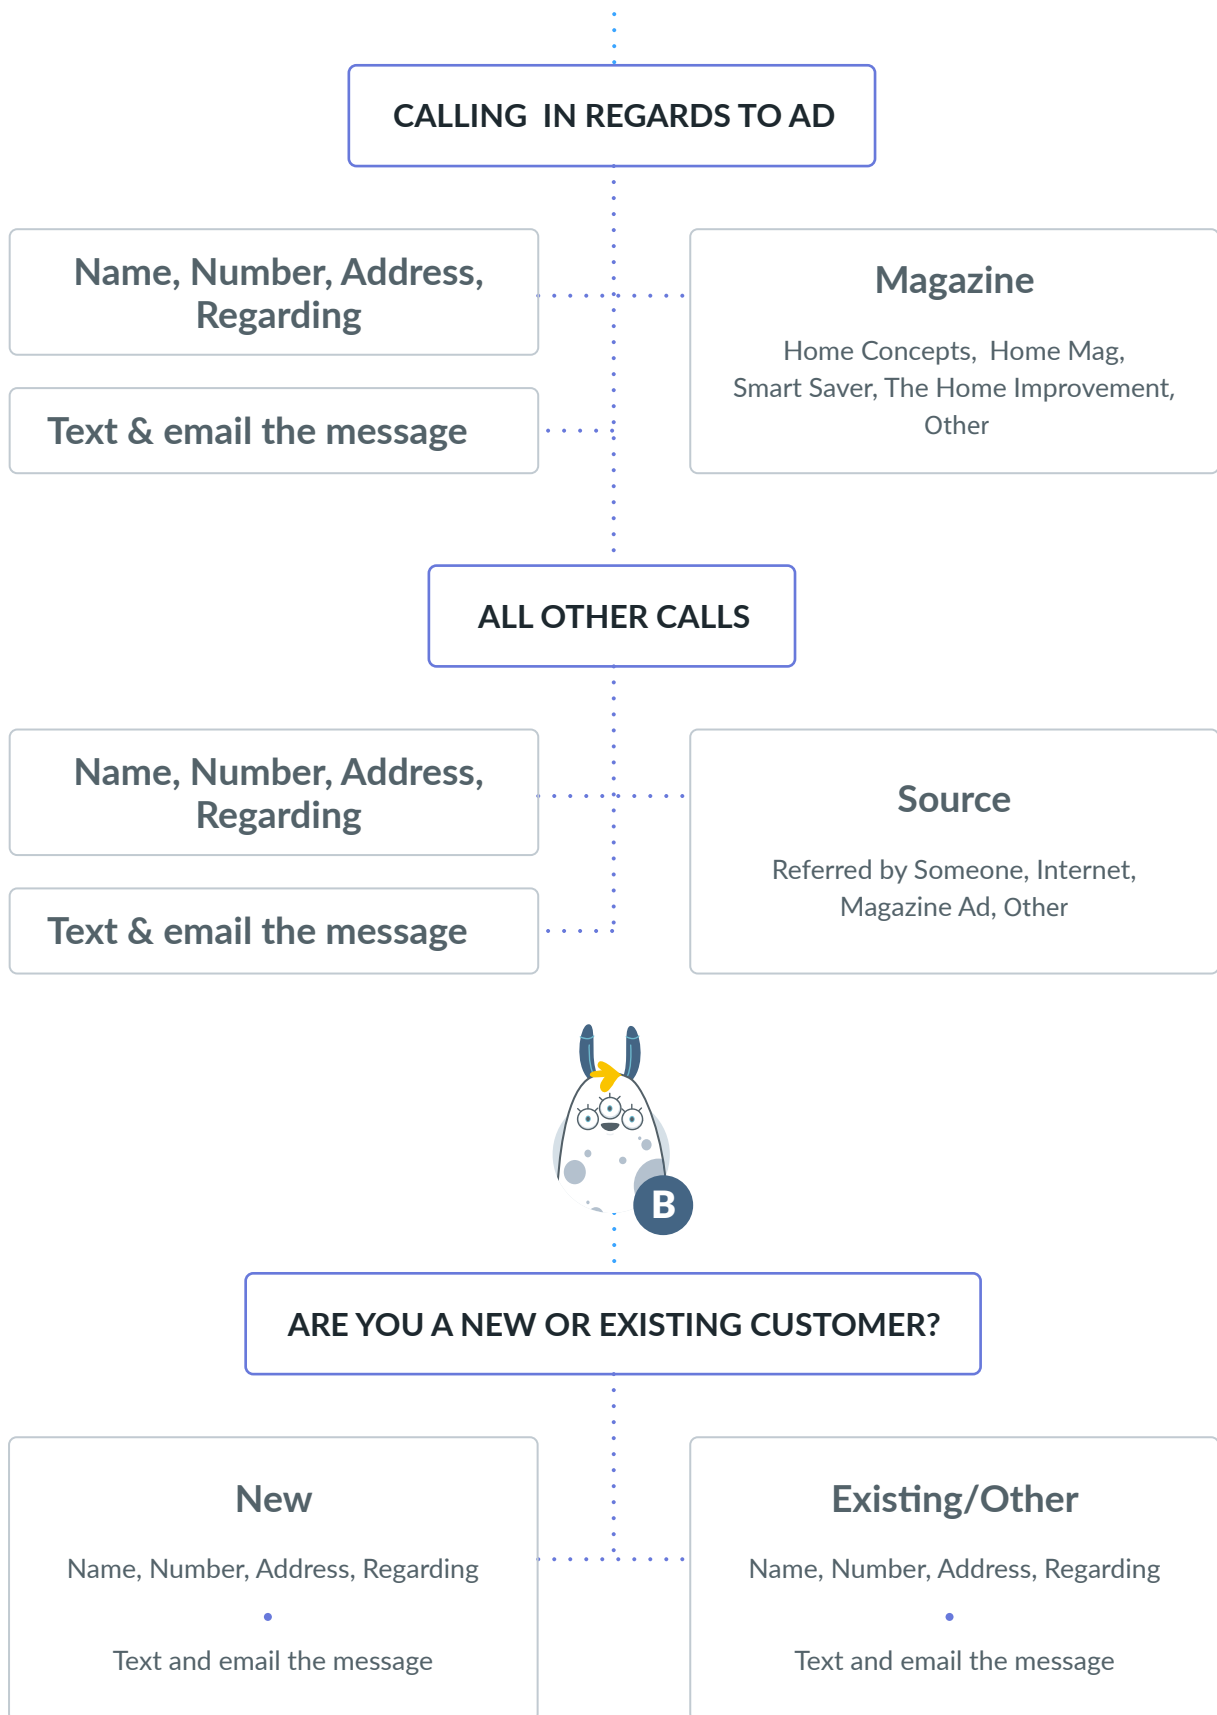 CALLING  IN REGARDS TO AD
Name, Number, Address,
Regarding
Text & email the message
Magazine
Home Concepts,  Home Mag,
Smart Saver, The Home Improvement,
Other
ALL OTHER CALLS
Name, Number, Address,
Regarding
Text & email the message
Source
Referred by Someone, Internet,
Magazine Ad, Other
B
ARE YOU A NEW OR EXISTING CUSTOMER?
New
Name, Number, Address, Regarding
Text and email the message
Existing/Other
Name, Number, Address, Regarding
Text and email the message